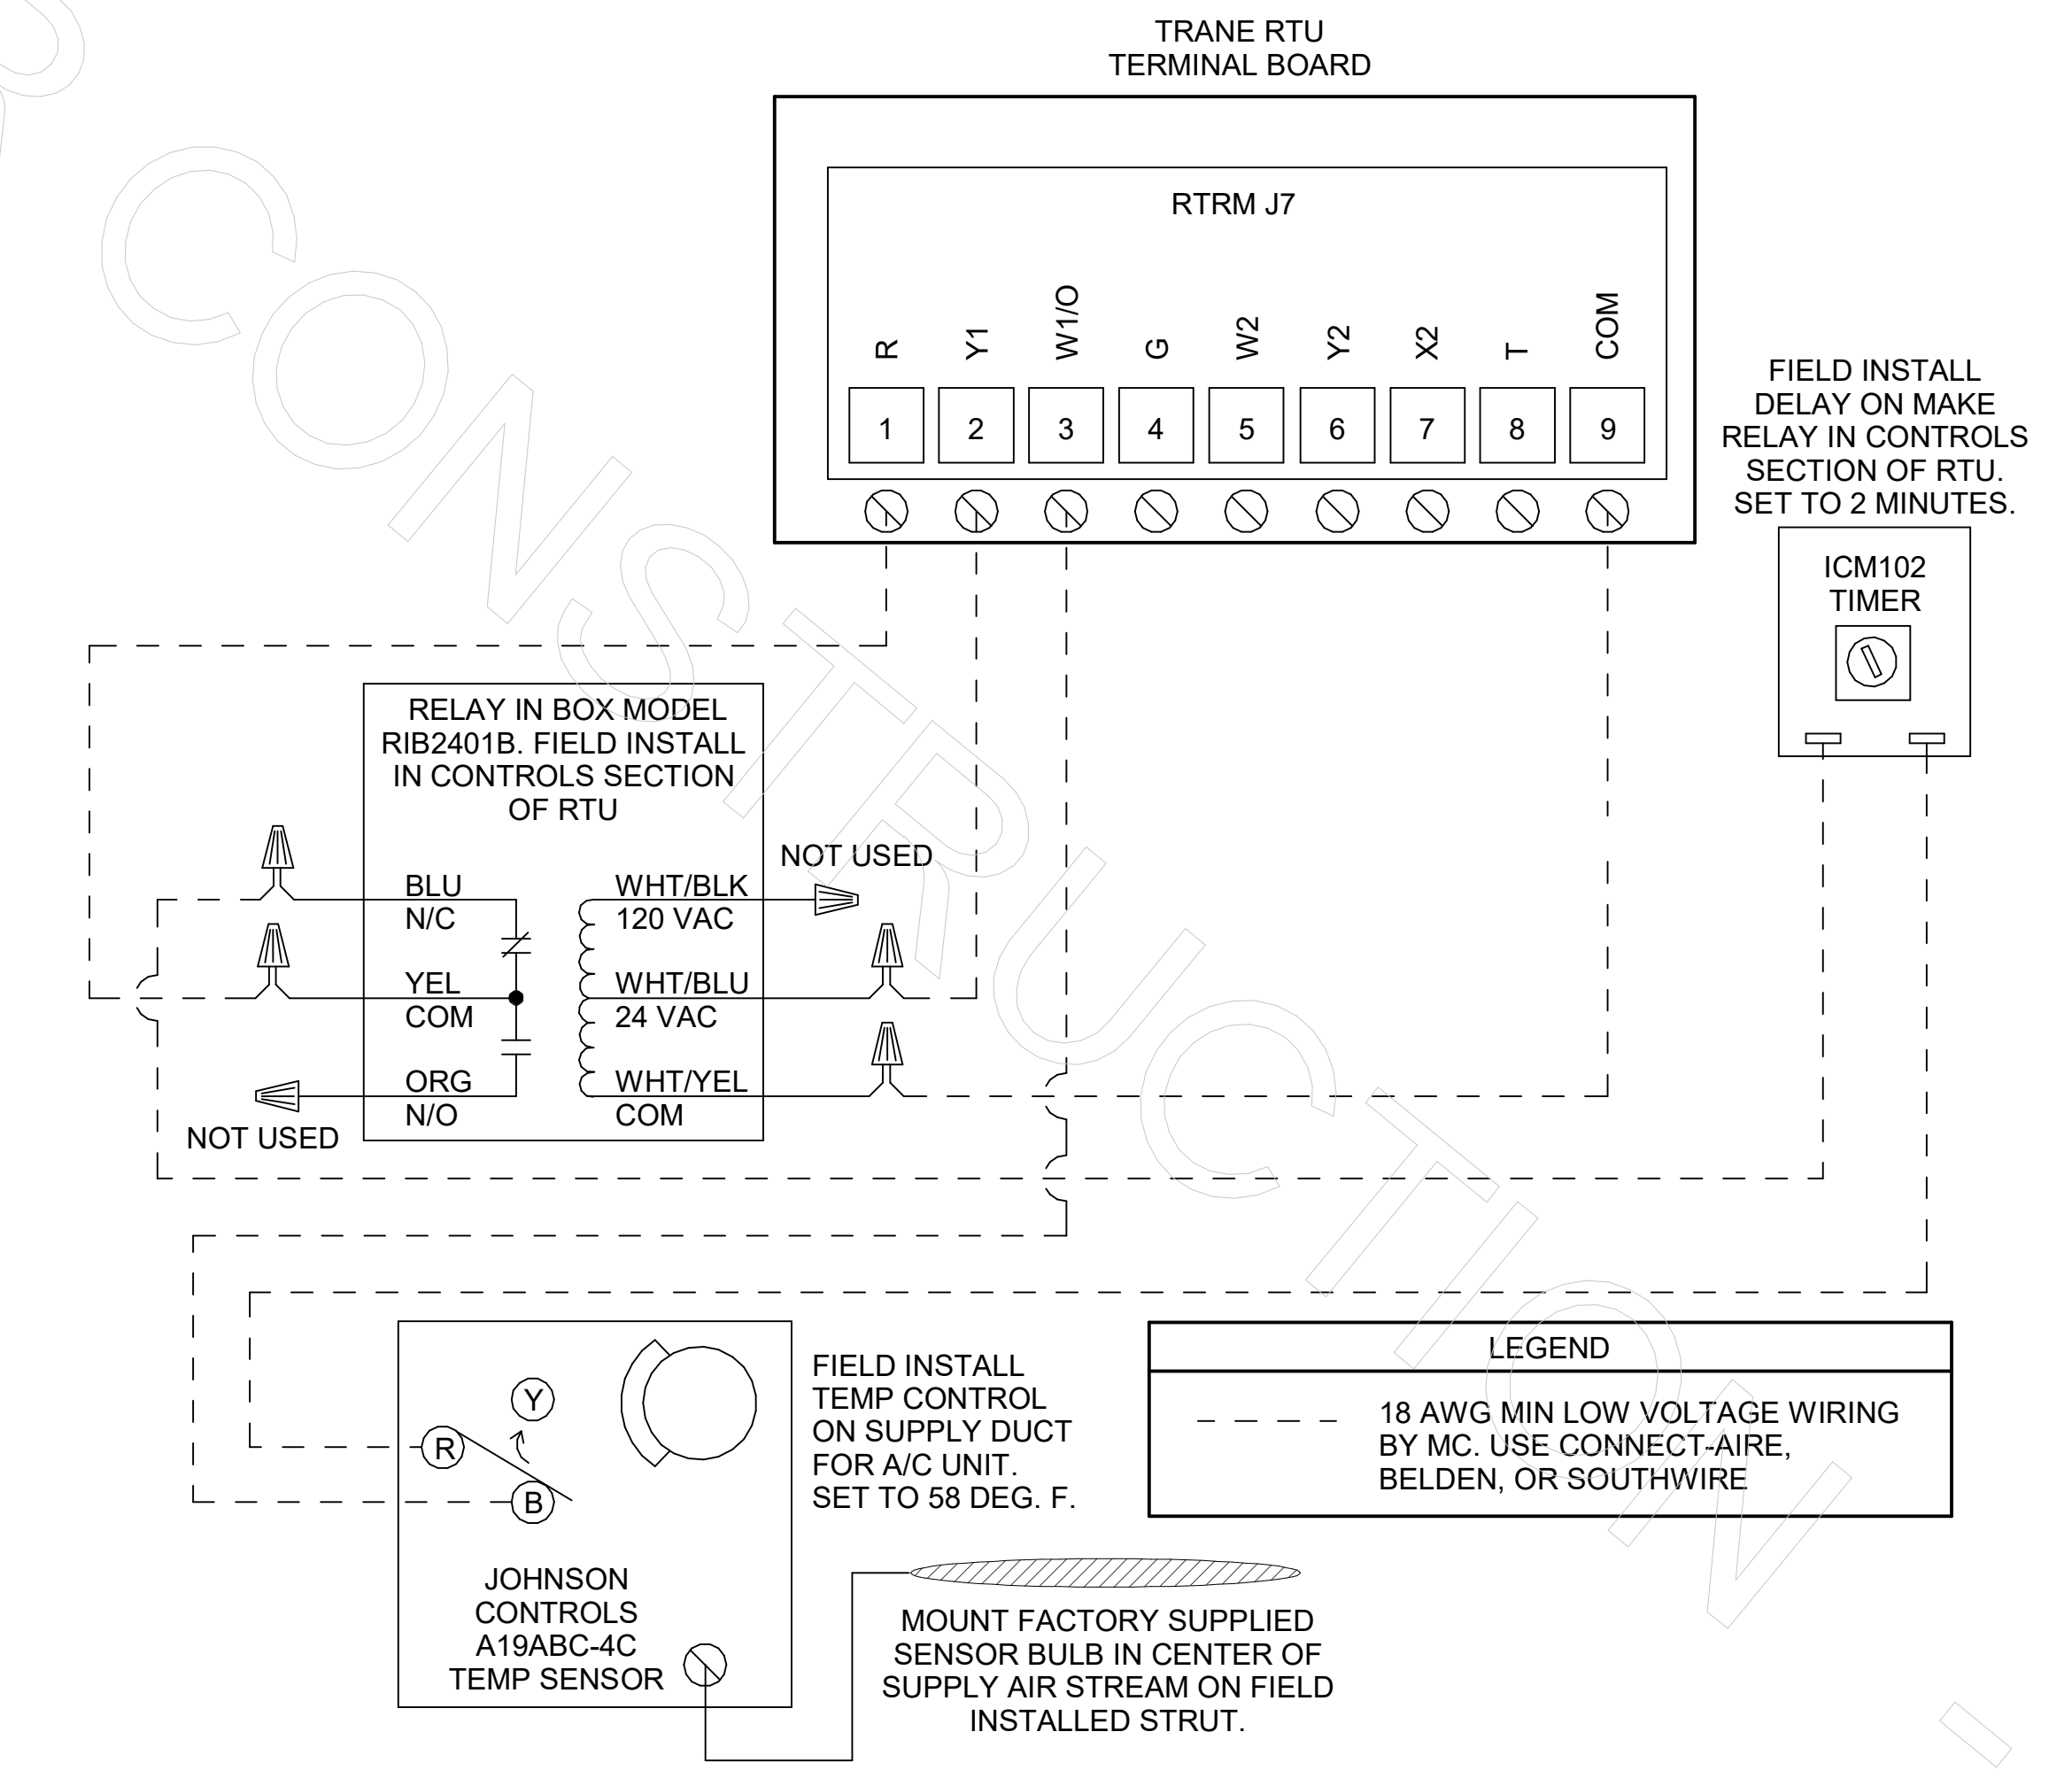 TRANE RTU
TERMINAL BOARD
RTRM J7
R
Y1
W1/O
G
W2
Y2
X2
T
COM
1
2
3
4
5
6
7
8
9
FIELD INSTALL
DELAY ON MAKE
RELAY IN CONTROLS
SECTION OF RTU.
SET TO 2 MINUTES.
ICM102
TIMER
RELAY IN BOX MODEL
RIB2401B. FIELD INSTALL
IN CONTROLS SECTION
OF RTU
BLU
N/C
YEL
COM
ORG
N/O
NOT USED
WHT/BLK
120 VAC
WHT/BLU
24 VAC
WHT/YEL
COM
NOT USED
Y
R
B
JOHNSON
CONTROLS
A19ABC-4C
TEMP SENSOR
FIELD INSTALL
TEMP CONTROL
ON SUPPLY DUCT
FOR A/C UNIT.
SET TO 58 DEG. F.
LEGEND
18 AWG MIN LOW VOLTAGE WIRING
BY MC. USE CONNECT-AIRE,
BELDEN, OR SOUTHWIRE
MOUNT FACTORY SUPPLIED
SENSOR BULB IN CENTER OF
SUPPLY AIR STREAM ON FIELD
INSTALLED STRUT.
R CONSTRUCTION -